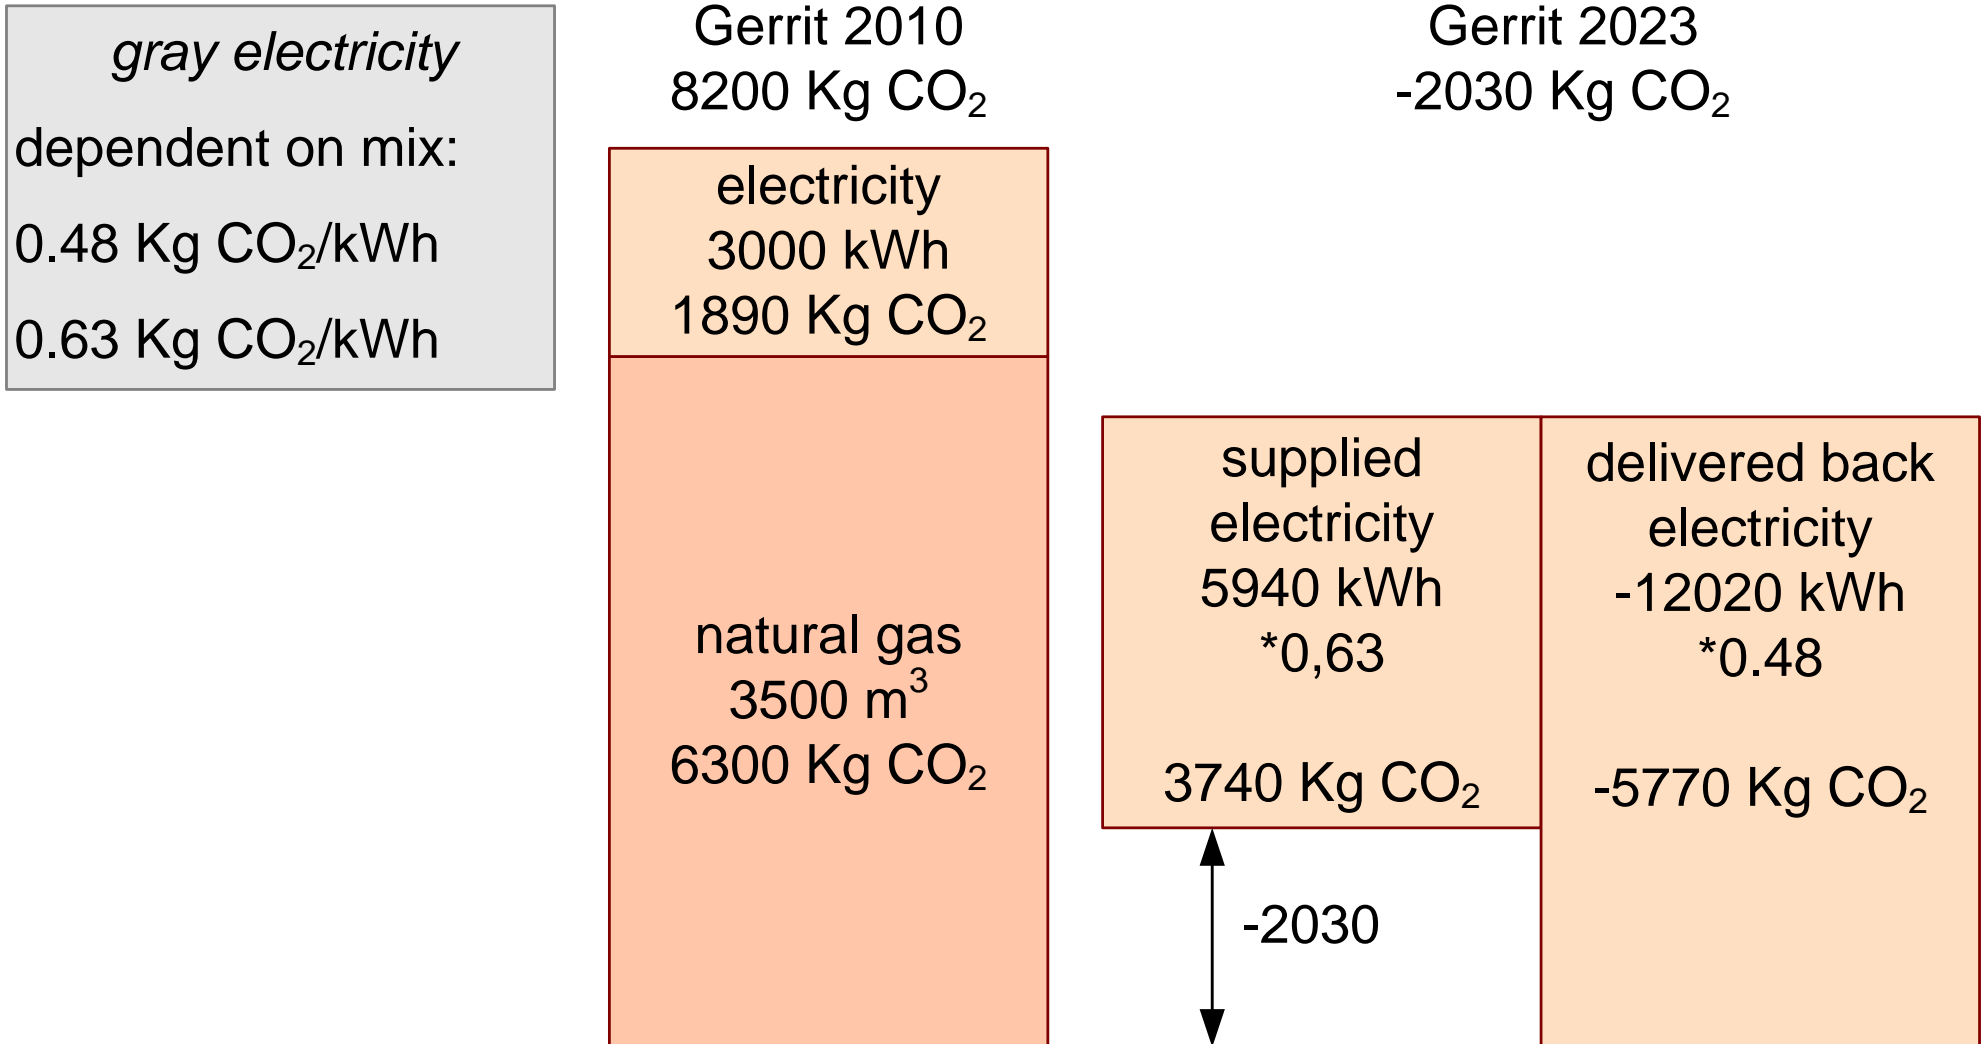 gray electricity
dependent on mix:
0.48 Kg CO₂/kWh
0.63 Kg CO₂/kWh
Gerrit 2010
8200 Kg CO₂
electricity
3000 kWh
1890 Kg CO₂
natural gas
3500 m³
6300 Kg CO₂
Gerrit 2023
-2030 Kg CO₂
supplied
electricity
5940 kWh
*0,63
3740 Kg CO₂
-2030
delivered back
electricity
-12020 kWh
*0.48
-5770 Kg CO₂